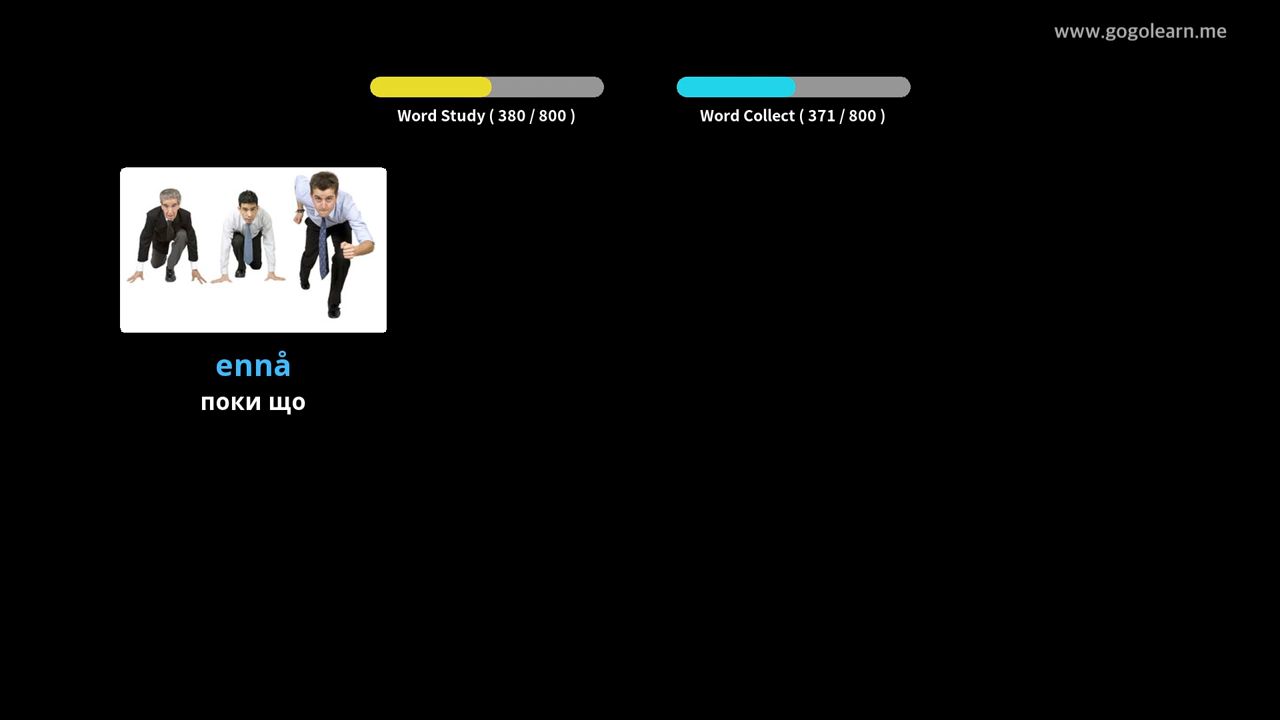 www.gogolearn.me
Word Study ( 380 / 800 )
Word Collect ( 371 / 800 )
ennå
поки що